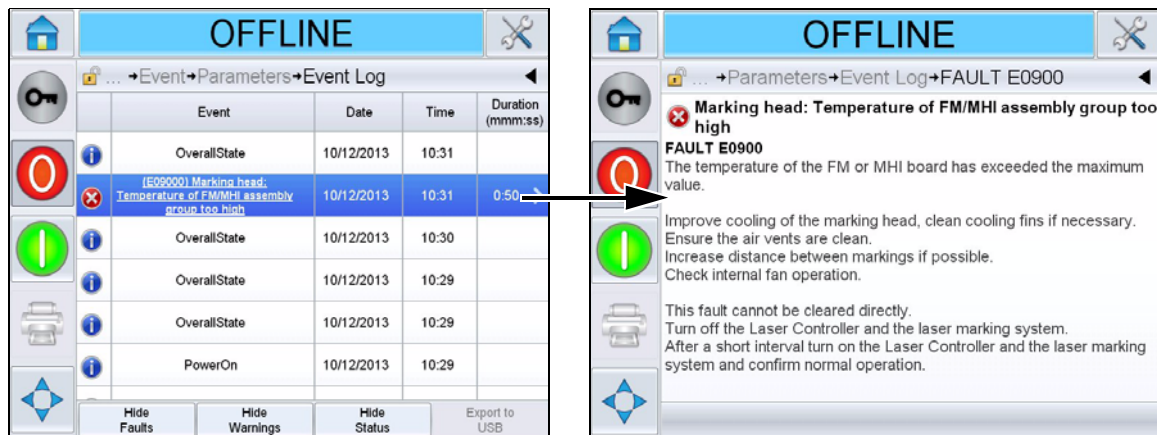 OFFLINE
... →Event→Parameters→Event Log
Event Date Time Duration
(mmm:ss)
OverallState 10/12/2013 10:31
(E09000) Marking head:
Temperature of FM/MHI assembly
group too high 10/12/2013 10:31 0:50
OverallState 10/12/2013 10:30
OverallState 10/12/2013 10:29
OverallState 10/12/2013 10:29
PowerOn 10/12/2013 10:29
Hide
Faults
Hide
Warnings
Hide
Status
Export to
USB
OFFLINE
... →Parameters→Event Log→FAULT E0900
Marking head: Temperature of FM/MHI assembly group too
high
FAULT E0900
The temperature of the FM or MHI board has exceeded the maximum
value.
Improve cooling of the marking head, clean cooling fins if necessary.
Ensure the air vents are clean.
Increase distance between markings if possible.
Check internal fan operation.
This fault cannot be cleared directly.
Turn off the Laser Controller and the laser marking system.
After a short interval turn on the Laser Controller and the laser marking
system and confirm normal operation.